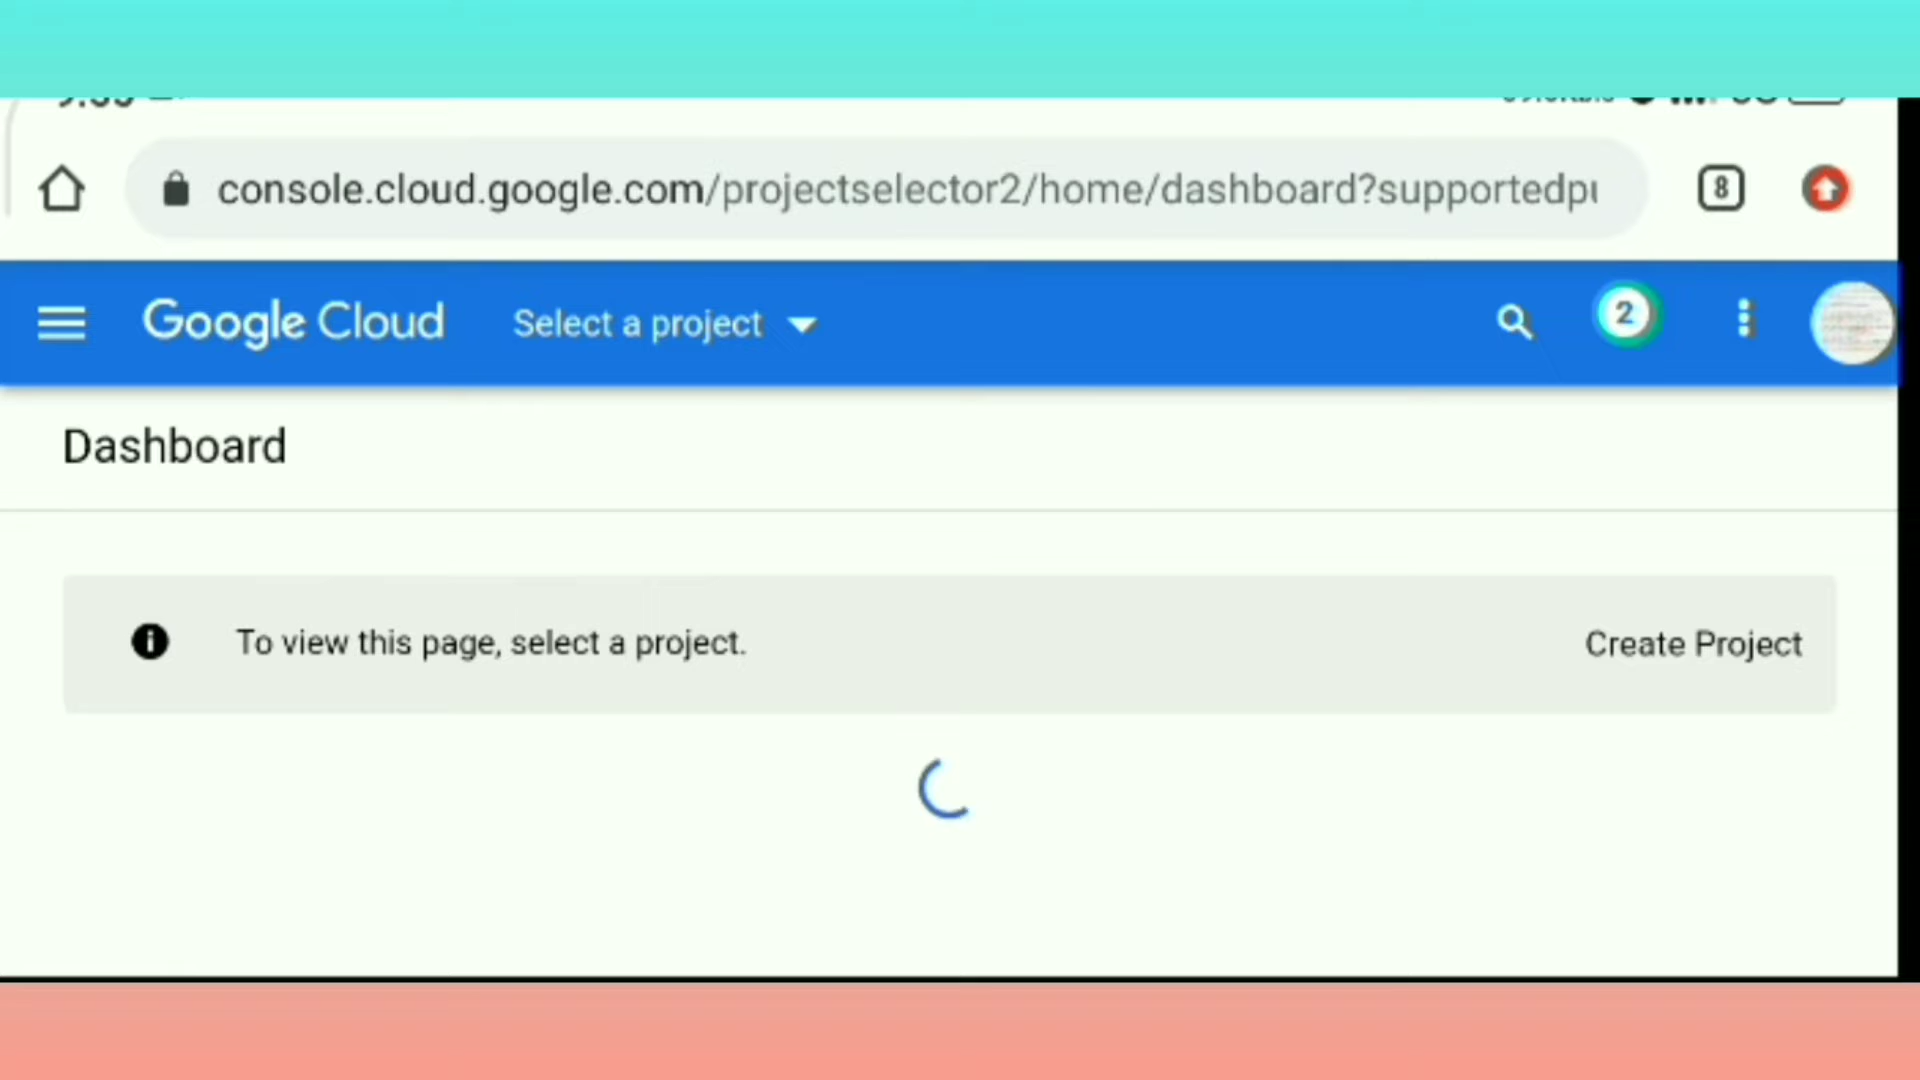 console.cloud.google.com/projectselector2/home/dashboard?supportedpu
8
Google Cloud
Select a project
2
Dashboard
To view this page, select a project.
Create Project